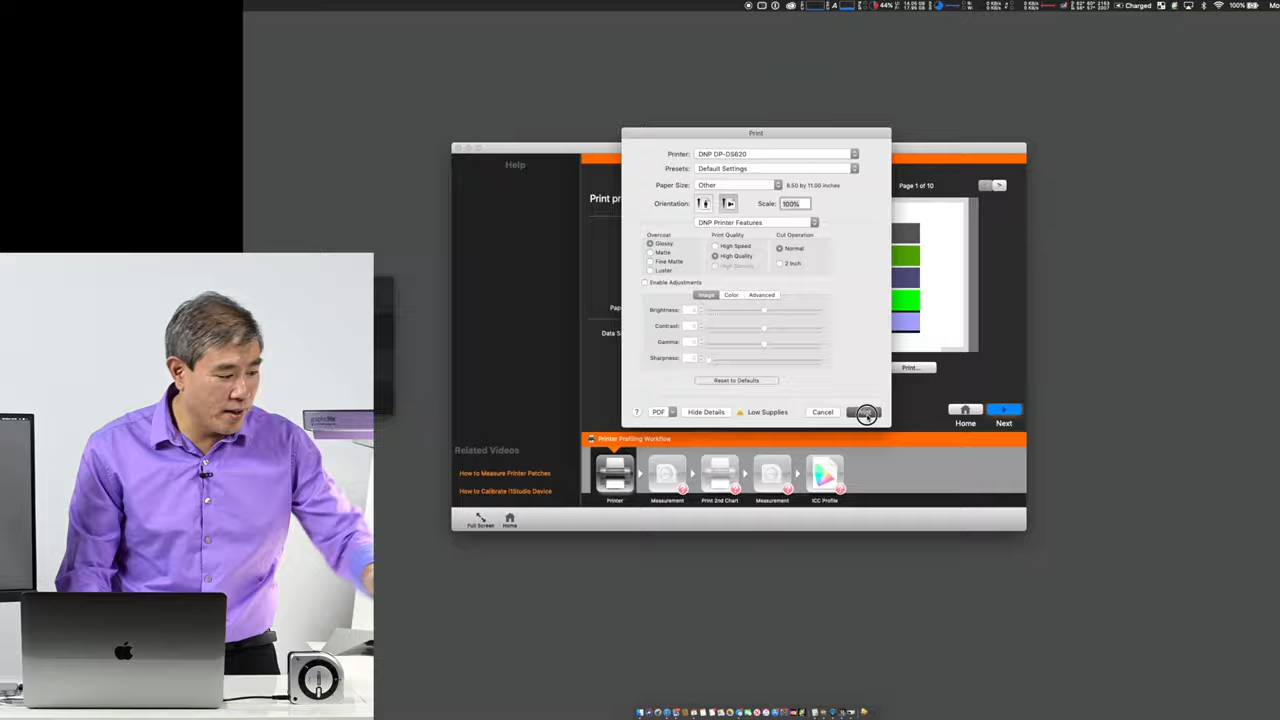 Charged
100%
Help
Print
Printer: DNP DP-DS620
Presets: Default Settings
Paper Size: Other 8.50 by 11.00 inches
Orientation: Scale: 100%
DNP Printer Features
Overcoat Print Quality Cut Operation
Glossy High Speed Normal
Matte High Quality 2 Inch
Fine Matte High Density
Luster
Enable Adjustments
Image Color Advanced
Brightness:
Contrast:
Gamma:
Sharpness:
Reset to Defaults
? PDF Hide Details Low Supplies Cancel
Print pr
Pap
Data S
Page 1 of 10
Print...
Home Next
Printer Profiling Workflow
Printer Measurement Print 2nd Chart Measurement ICC Profile
Related Videos
How to Measure Printer Patches
How to Calibrate i1Studio Device
Full Screen Home